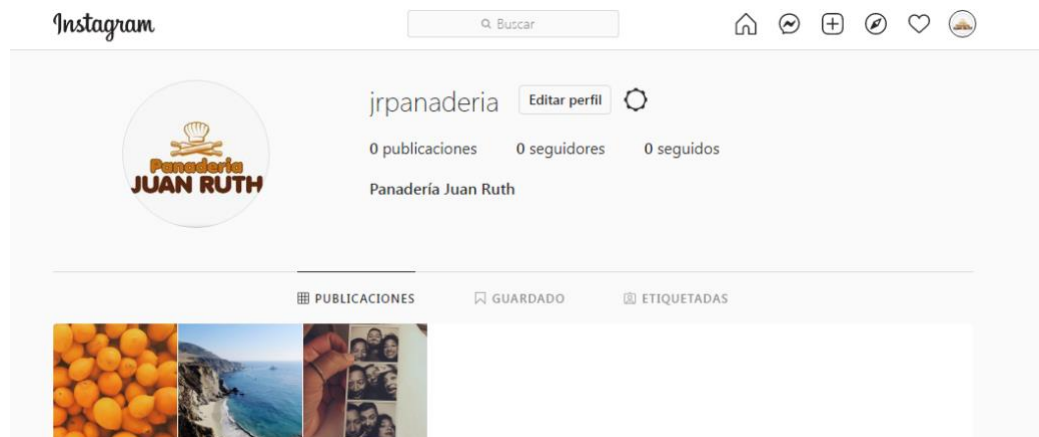 Instagram
Buscar
Panadería
JUAN RUTH
jrpanaderia Editar perfil
0 publicaciones 0 seguidores 0 seguidos
Panadería Juan Ruth
PUBLICACIONES GUARDADO ETIQUETADAS